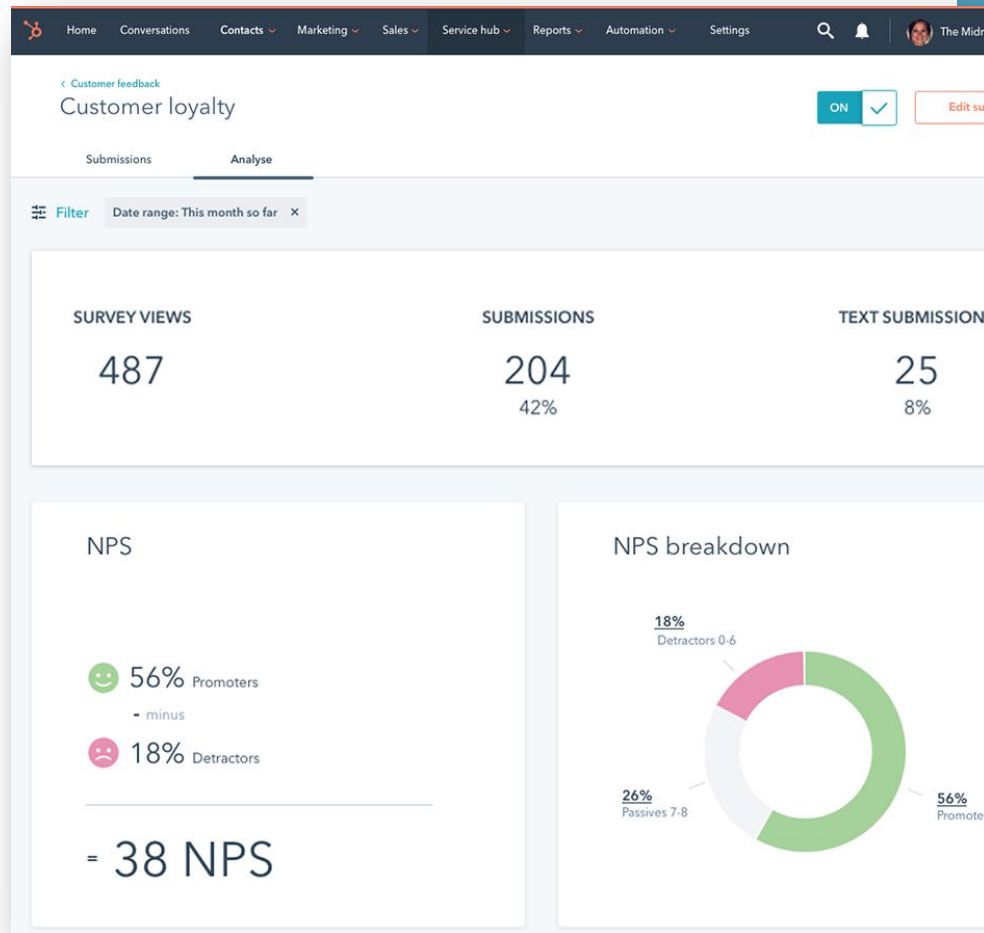 Home Conversations Contacts Marketing Sales Service hub Reports Automation Settings The Midn
< Customer feedback
Customer loyalty
ON
Edit su
Submissions Analyse
Filter Date range: This month so far ×
SURVEY VIEWS SUBMISSIONS TEXT SUBMISSION
487 204 25
42% 8%
NPS
56% Promoters
- minus
18% Detractors
= 38 NPS
NPS breakdown
18%
Detractors 0-6
26%
Passives 7-8
56%
Promote